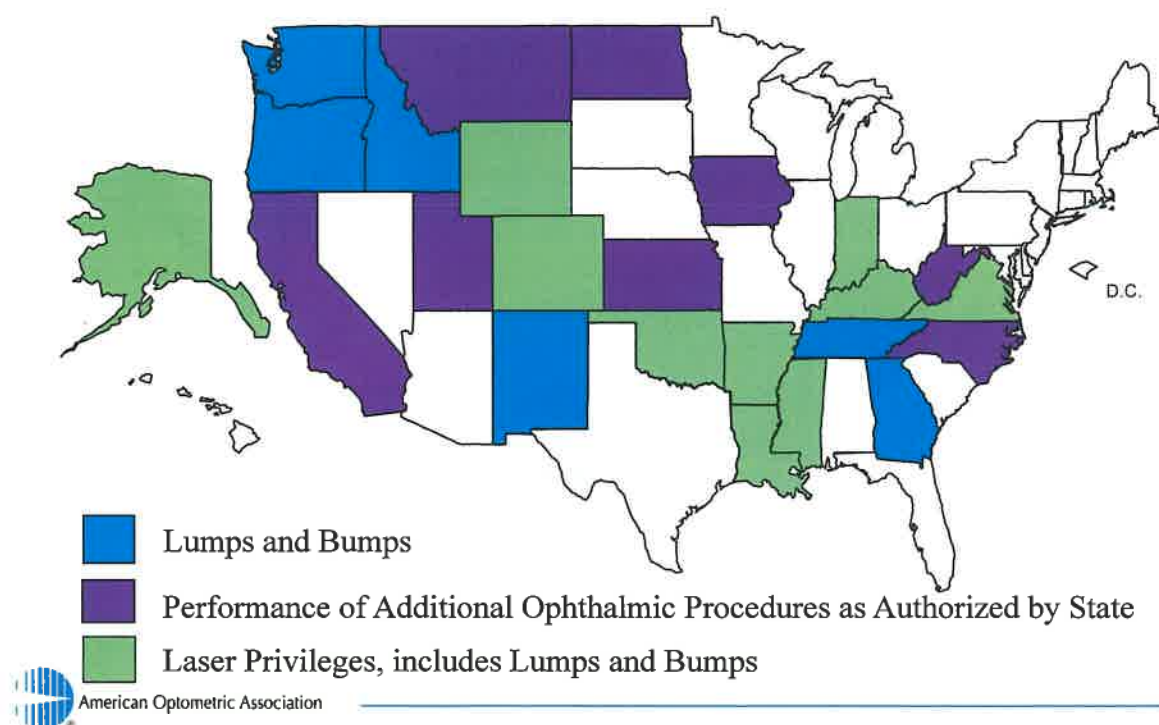 D.C.
Lumps and Bumps
Performance of Additional Ophthalmic Procedures as Authorized by State
Laser Privileges, includes Lumps and Bumps
American Optometric Association